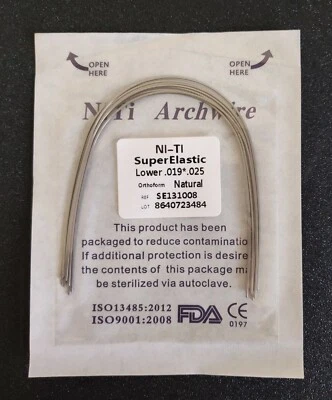 OPEN HERE
OPEN HERE
Ni-Ti Archwire
NI-TI
SuperElastic
Lower .019*.025
Orthoform Natural
REF SE131008
LOT 8640723484
This product has been
packaged to reduce contaminatio
If additional protection is desire
the contents of this package m
be sterilized via autoclave.
ISO13485:2012
ISO9001:2008
FDA CE
0197